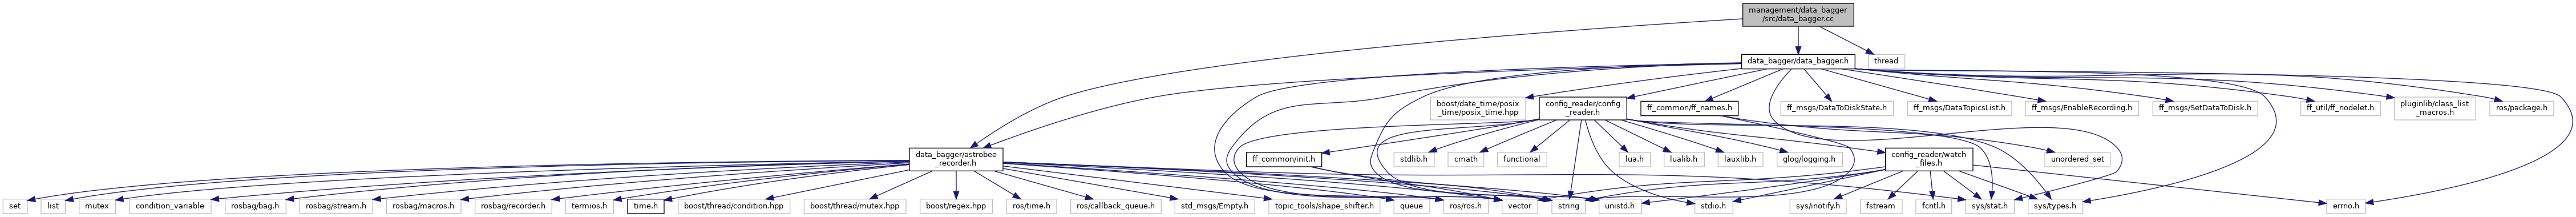 management/data_bagger
/src/data_bagger.cc
data_bagger/data_bagger.h
thread
boost/date_time/posix
_time/posix_time.hpp
config_reader/config
_reader.h
ff_common/ff_names.h
ff_msgs/DataToDiskState.h
ff_msgs/DataTopicsList.h
ff_msgs/EnableRecording.h
ff_msgs/SetDataToDisk.h
ff_util/ff_nodelet.h
pluginlib/class_list
_macros.h
ros/package.h
data_bagger/astrobee
_recorder.h
ff_common/init.h
stdlib.h
cmath
functional
lua.h
lualib.h
lauxlib.h
glog/logging.h
config_reader/watch
_files.h
unordered_set
set
list
mutex
condition_variable
rosbag/bag.h
rosbag/stream.h
rosbag/macros.h
rosbag/recorder.h
termios.h
time.h
boost/thread/condition.hpp
boost/thread/mutex.hpp
boost/regex.hpp
ros/time.h
ros/callback_queue.h
std_msgs/Empty.h
topic_tools/shape_shifter.h
queue
ros/ros.h
vector
string
unistd.h
stdio.h
sys/inotify.h
fstream
fcntl.h
sys/stat.h
sys/types.h
errno.h